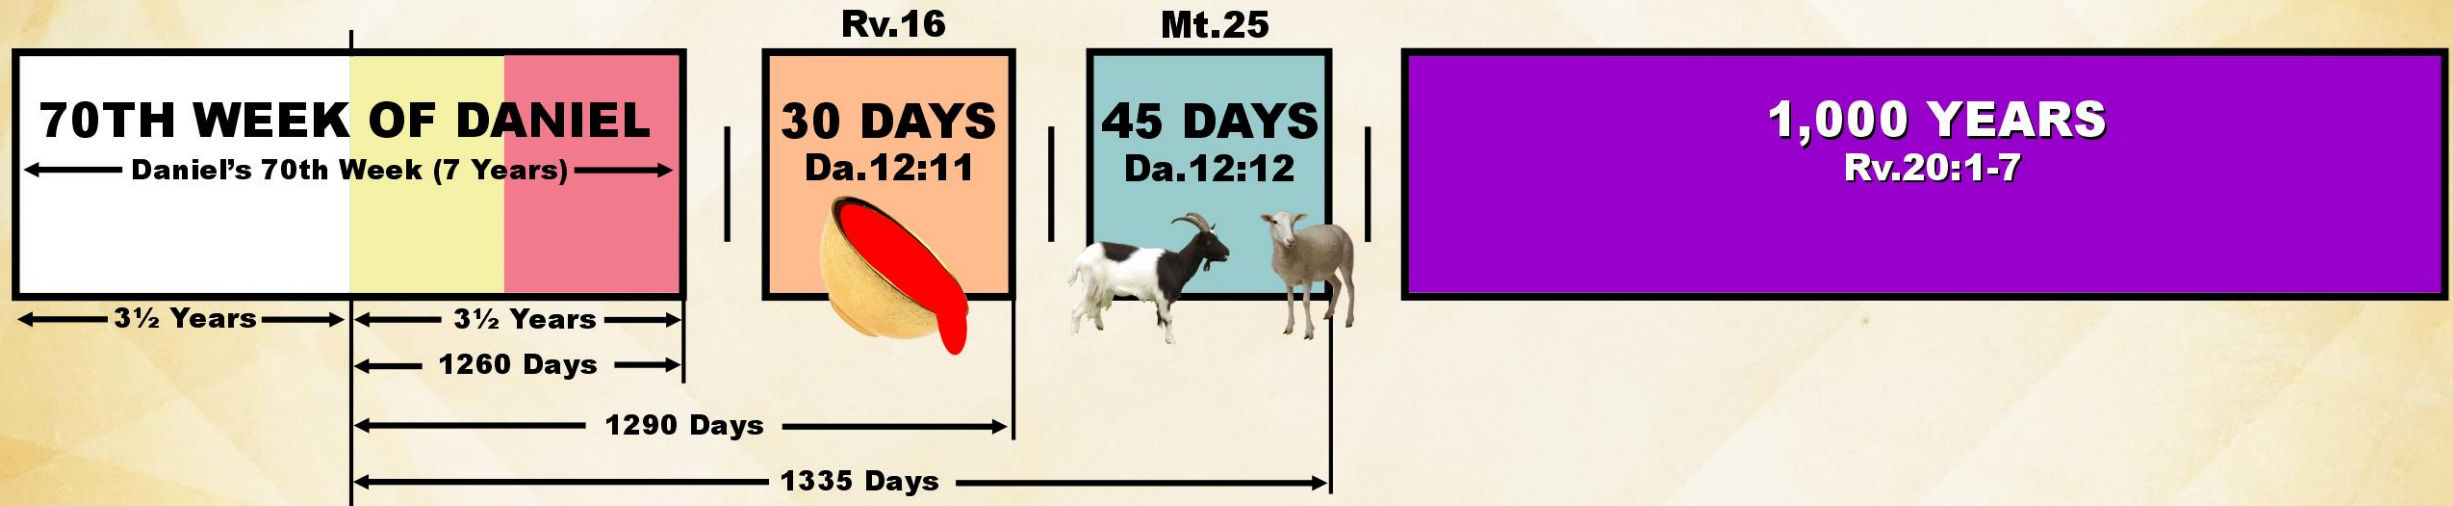 Rv.16
Mt.25
70TH WEEK OF DANIEL
Daniel’s 70th Week (7 Years)
30 DAYS
Da.12:11
45 DAYS
Da.12:12
1,000 YEARS
Rv.20:1-7
3½ Years
3½ Years
1260 Days
1290 Days
1335 Days